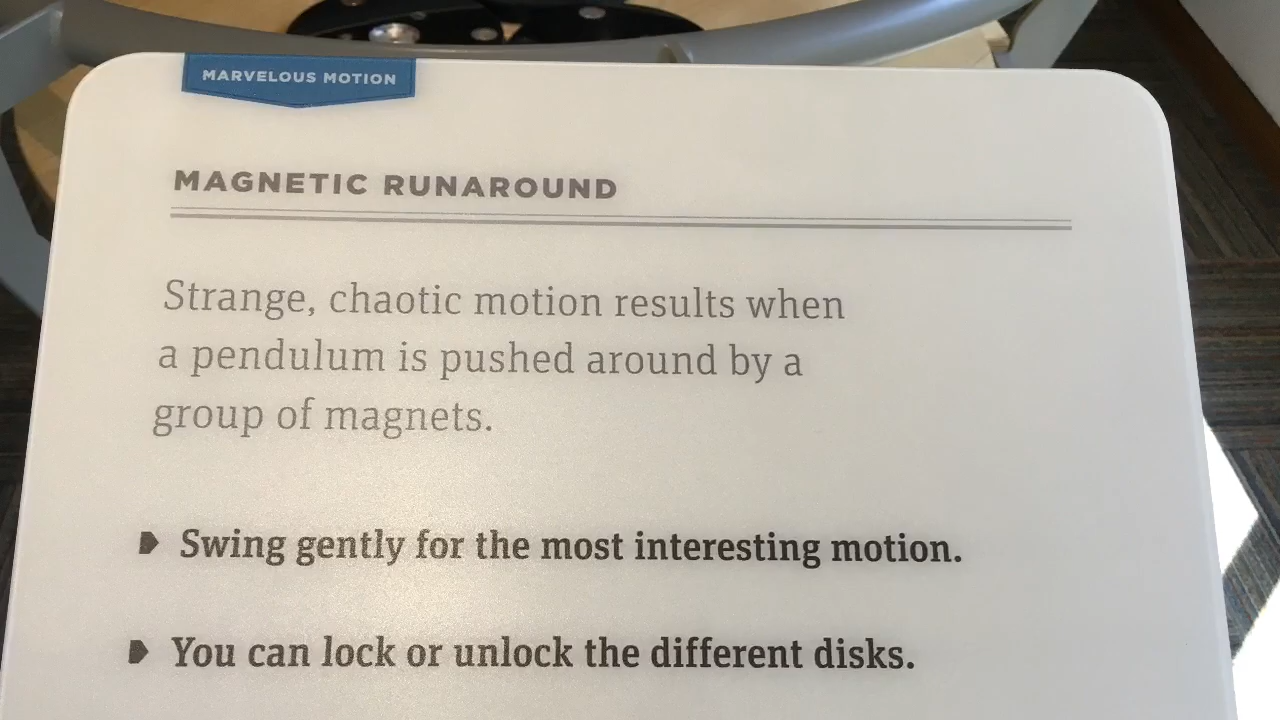 MARVELOUS MOTION
MAGNETIC RUNAROUND
Strange, chaotic motion results when
a pendulum is pushed around by a
group of magnets.
Swing gently for the most interesting motion.
You can lock or unlock the different disks.